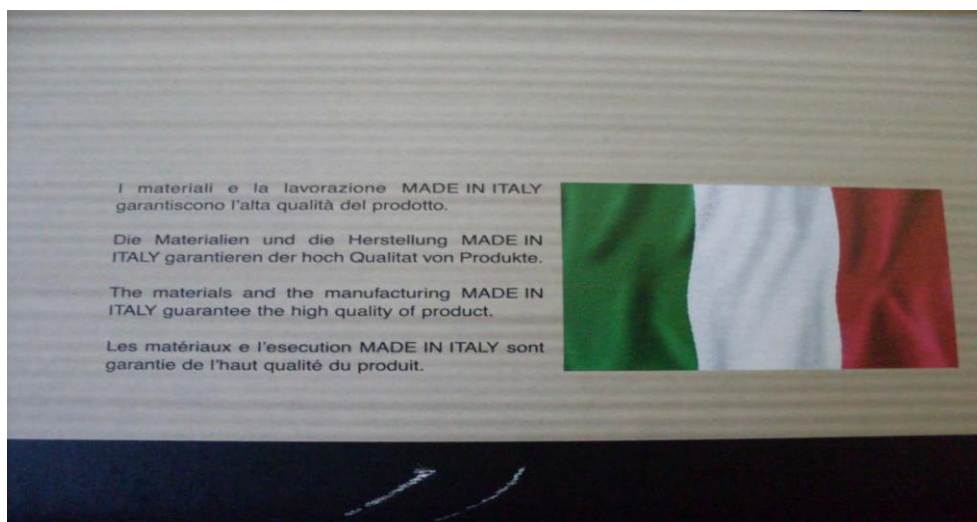 I materiali e la lavorazione MADE IN ITALY
garantiscono l'alta qualità del prodotto.
Die Materialien und die Herstellung MADE IN
ITALY garantieren der hoch Qualitat von Produkte.
The materials and the manufacturing MADE IN
ITALY guarantee the high quality of product.
Les matériaux e l'esecution MADE IN ITALY sont
garantie de l'haut qualité du produit.